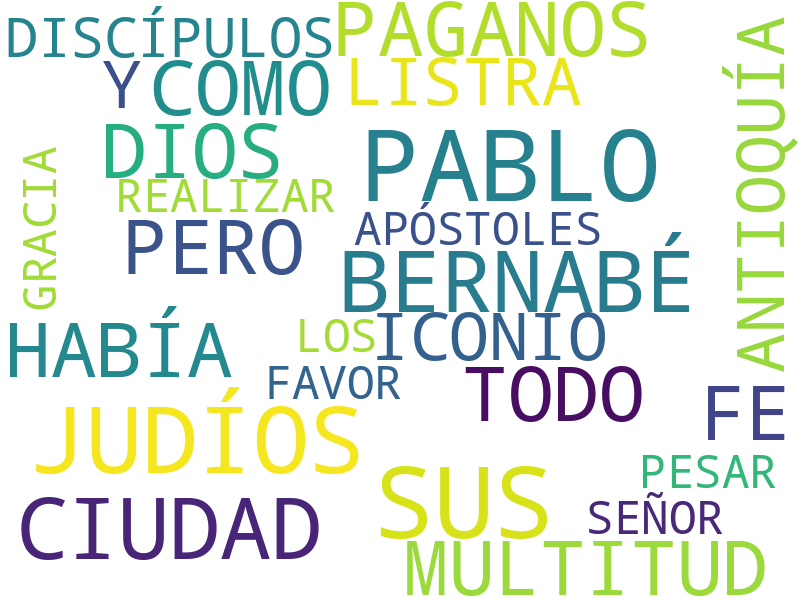 DISCÍPULOS
PAGANOS
Y
COMO
LISTRA
ANTIOQUÍA
DIOS
PABLO
REALIZAR
GRACIA
APÓSTOLES
PERO
BERNABÉ
HABÍA
LOS
ICONIO
FAVOR
TODO
FE
JUDÍOS
PESAR
SUS
CIUDAD
SEÑOR
MULTITUD